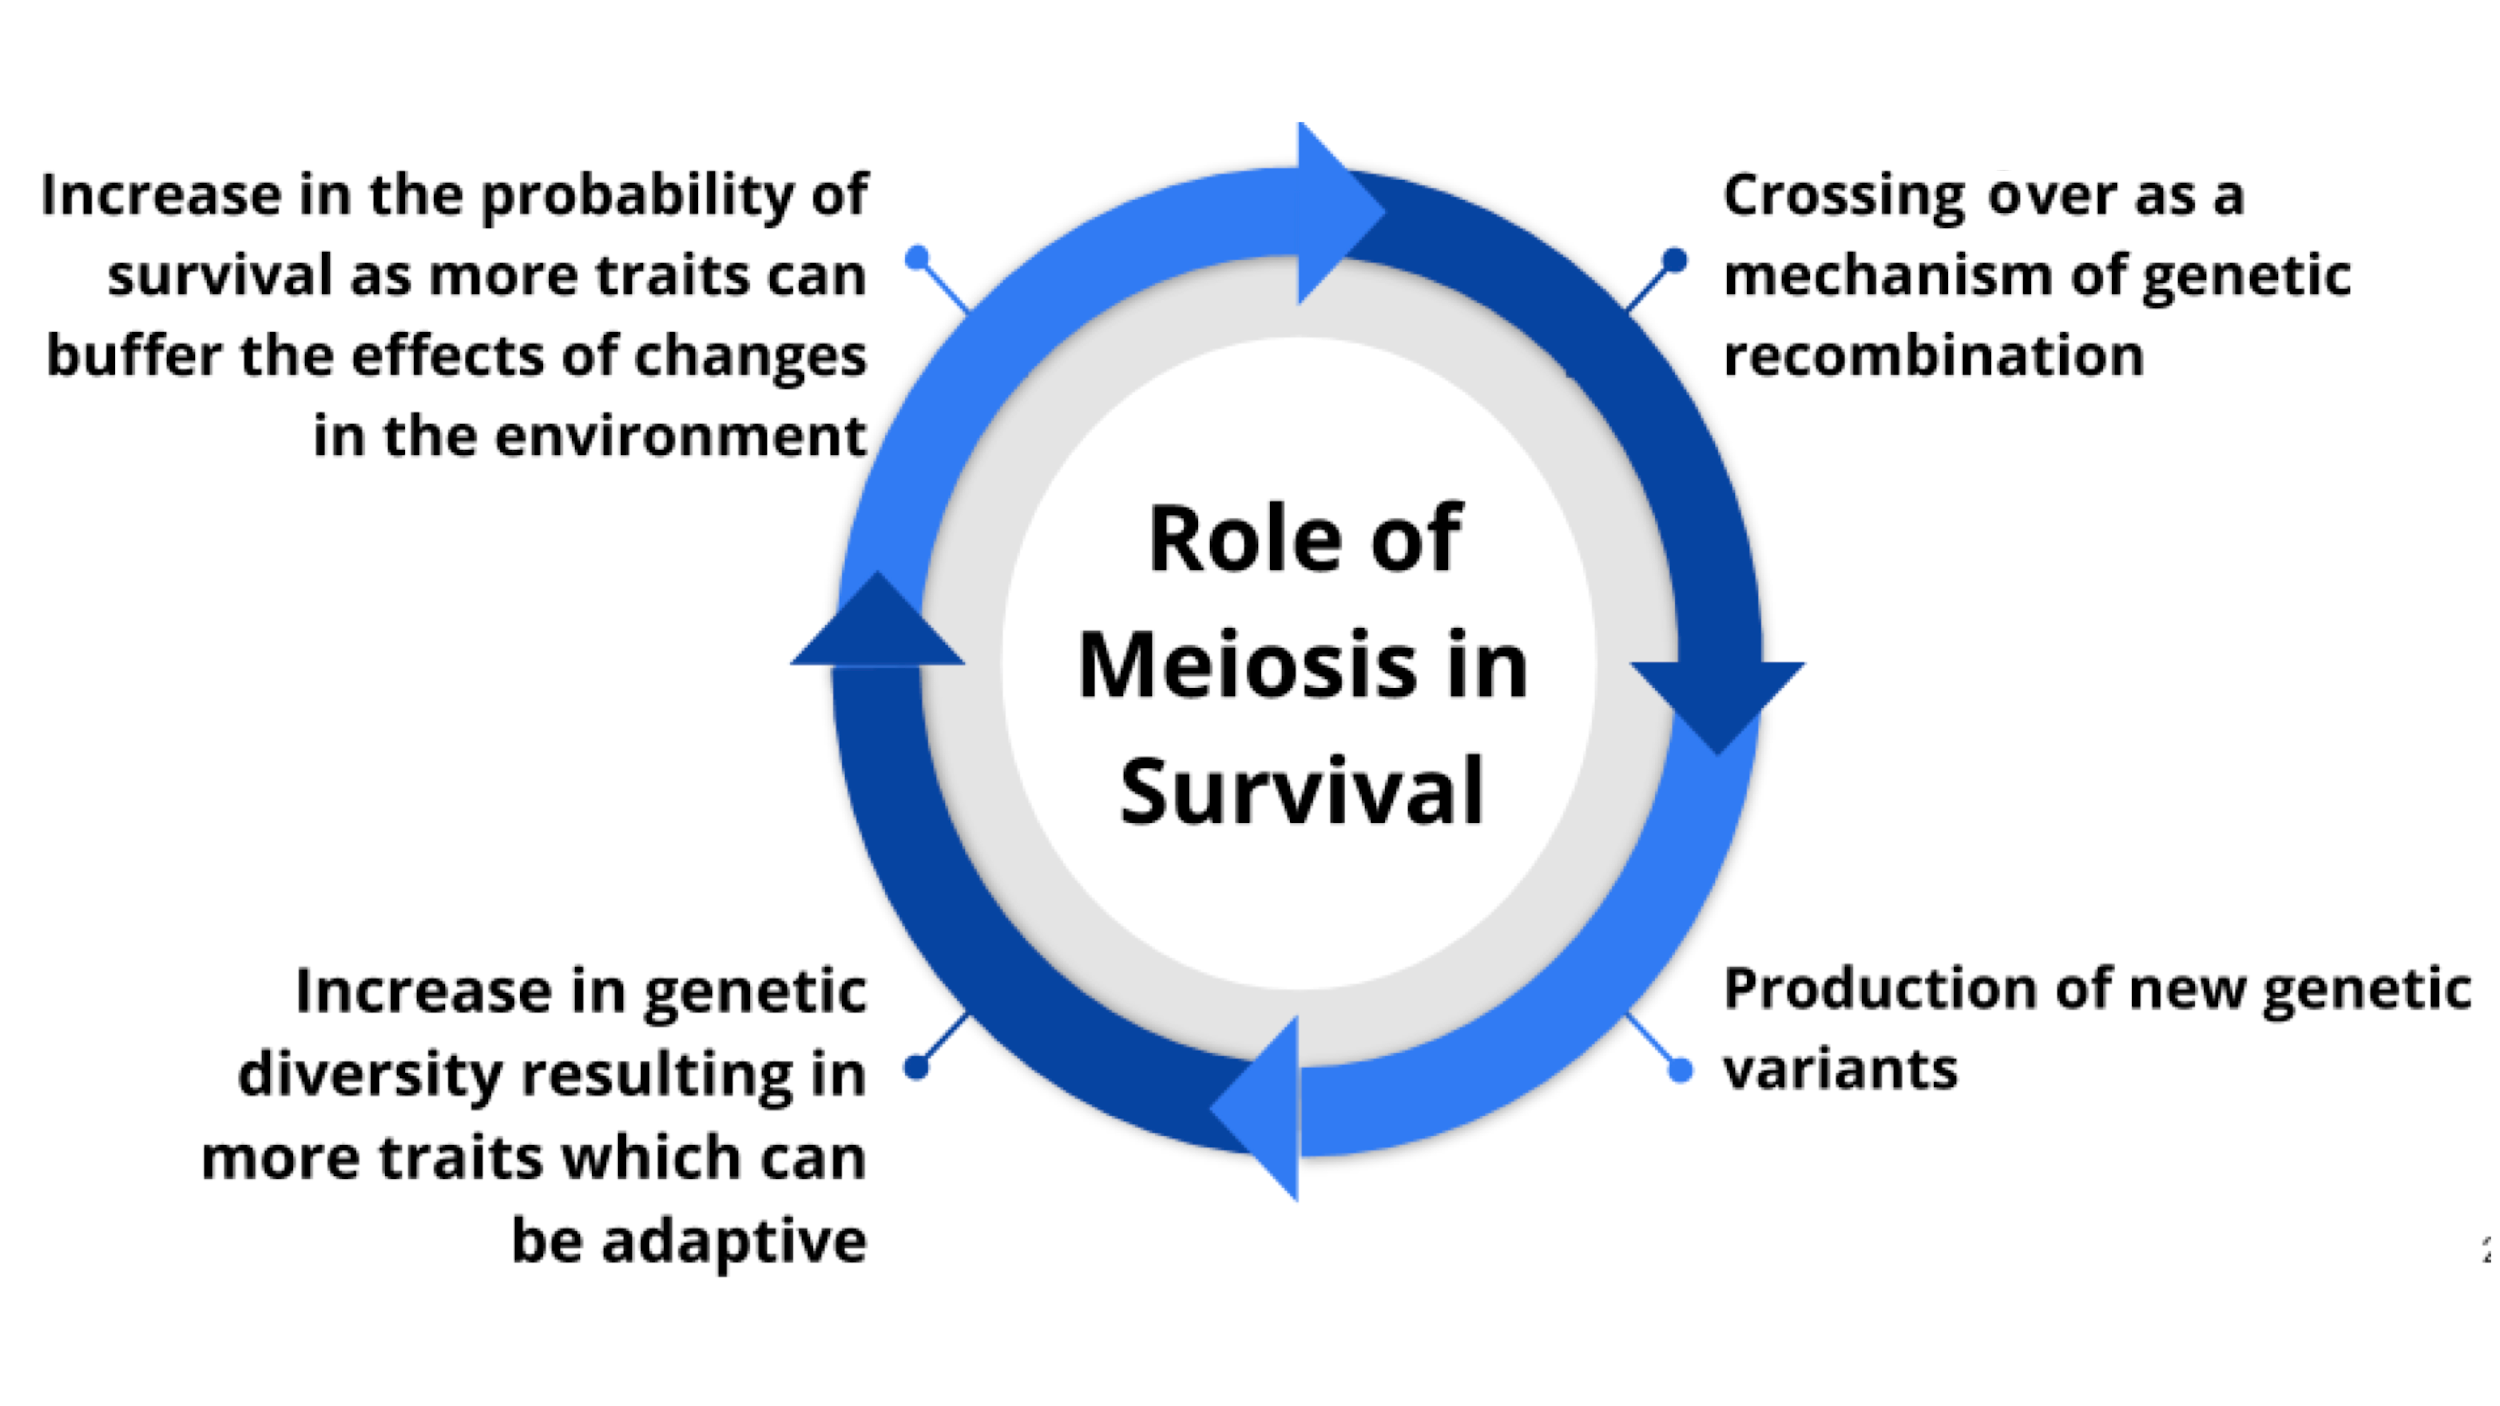 Increase in the probability of
survival as more traits can
buffer the effects of changes
in the environment
Crossing over as a
mechanism of genetic
recombination
Role of
Meiosis in
Survival
Increase in genetic
diversity resulting in
more traits which can
be adaptive
Production of new genetic
variants